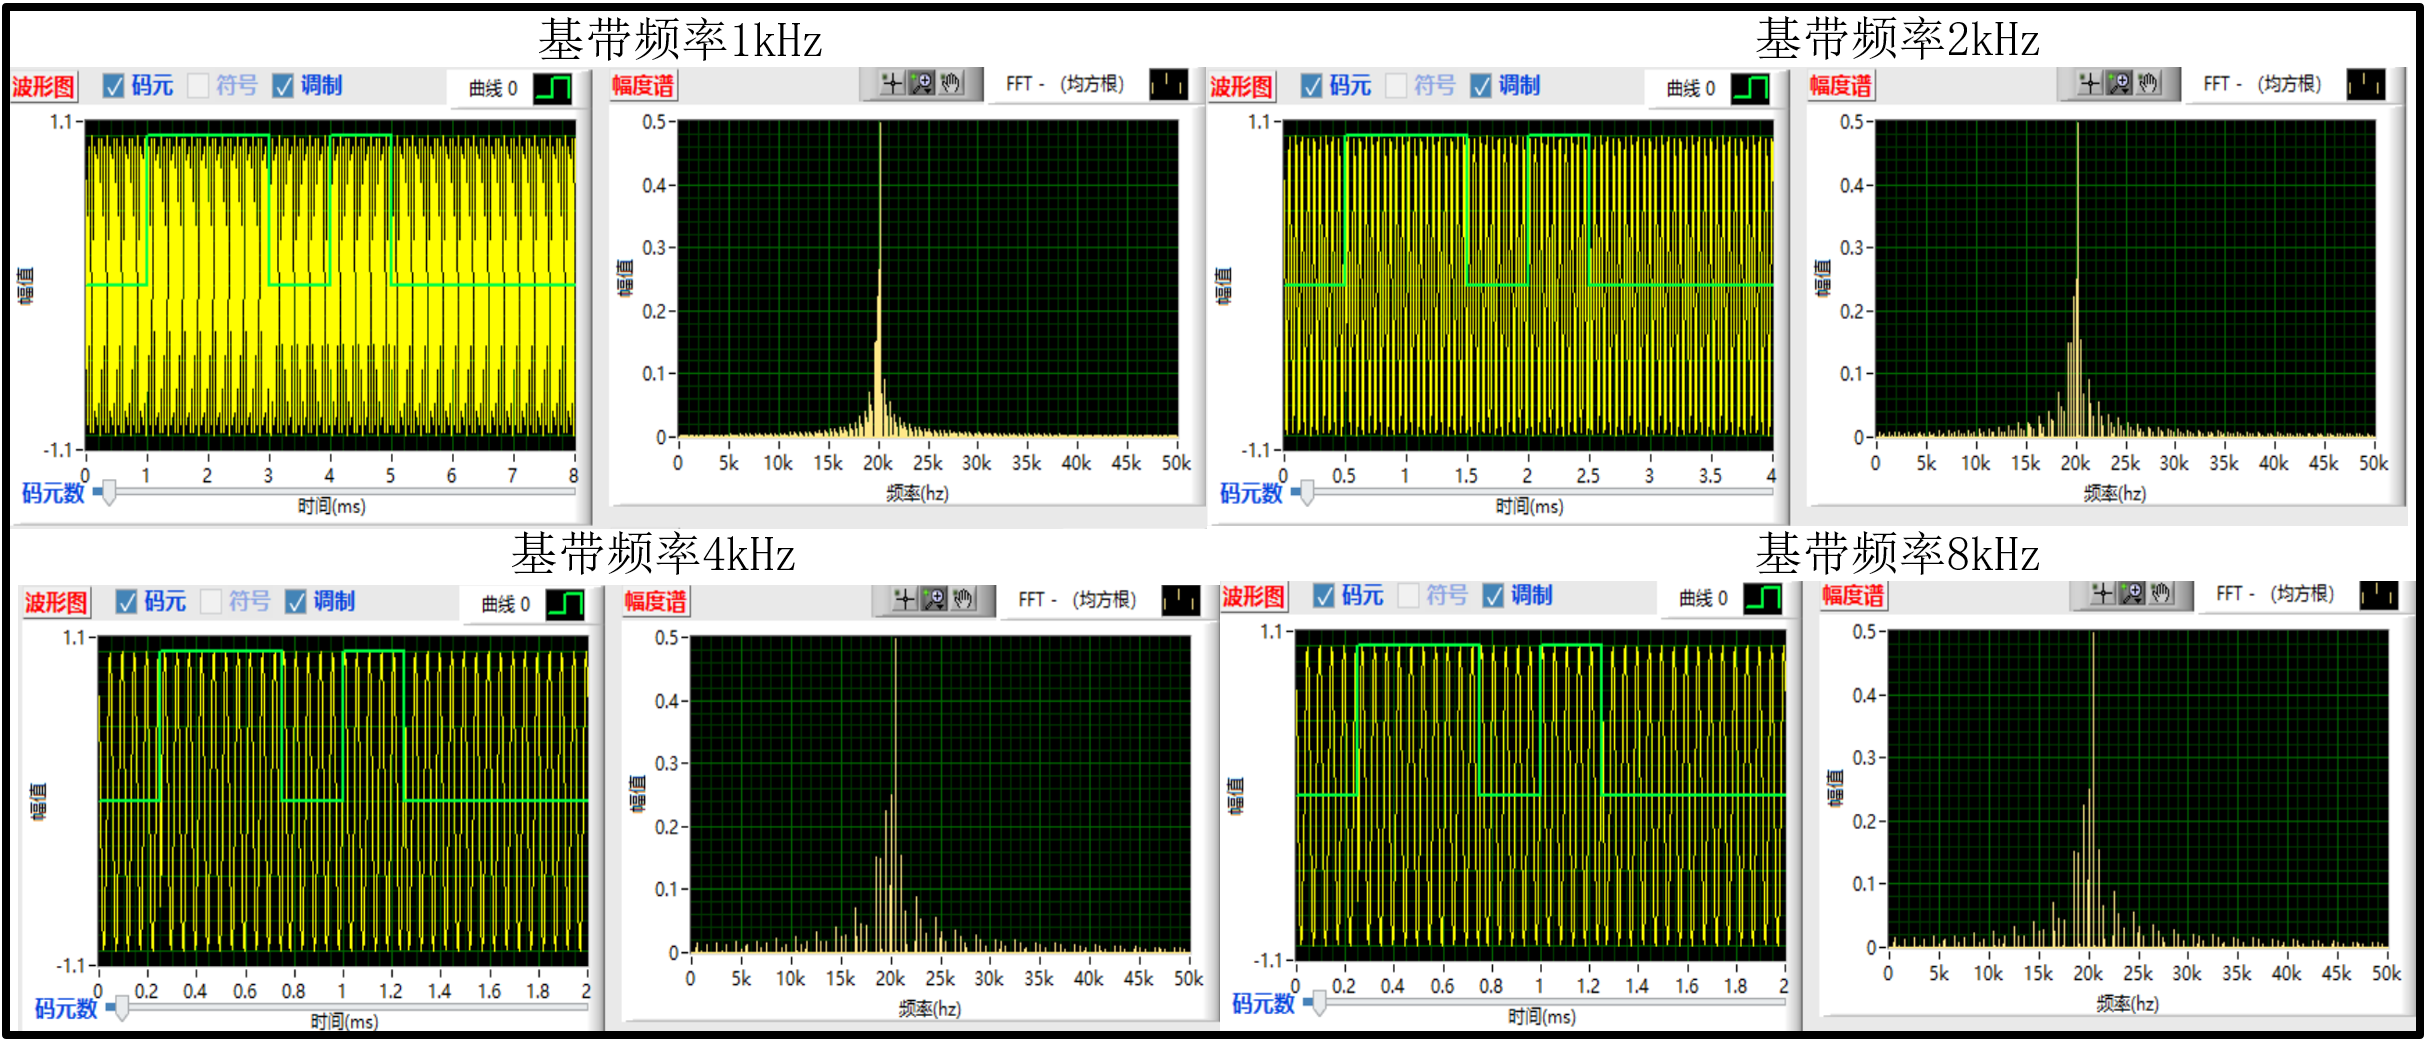 基带频率1kHz
波形图 码元 符号 调制 曲线 0
幅度谱 FFT - (均方根)
1.1
幅值
-1.1
0 1 2 3 4 5 6 7 8
码元数
时间(ms)
0.5
0.4
0.3
幅值
0.2
0.1
0
0 5k 10k 15k 20k 25k 30k 35k 40k 45k 50k
频率(hz)
基带频率2kHz
波形图 码元 符号 调制 曲线 0
幅度谱 FFT - (均方根)
1.1
幅值
-1.1
0 0.5 1 1.5 2 2.5 3 3.5 4
码元数
时间(ms)
0.5
0.4
0.3
幅值
0.2
0.1
0
0 5k 10k 15k 20k 25k 30k 35k 40k 45k 50k
频率(hz)
基带频率4kHz
波形图 码元 符号 调制 曲线 0
幅度谱 FFT - (均方根)
1.1
幅值
-1.1
0 0.2 0.4 0.6 0.8 1 1.2 1.4 1.6 1.8 2
码元数
时间(ms)
0.5
0.4
0.3
幅值
0.2
0.1
0
0 5k 10k 15k 20k 25k 30k 35k 40k 45k 50k
频率(hz)
基带频率8kHz
波形图 码元 符号 调制 曲线 0
幅度谱 FFT - (均方根)
1.1
幅值
-1.1
0 0.2 0.4 0.6 0.8 1 1.2 1.4 1.6 1.8 2
码元数
时间(ms)
0.5
0.4
0.3
幅值
0.2
0.1
0
0 5k 10k 15k 20k 25k 30k 35k 40k 45k 50k
频率(hz)